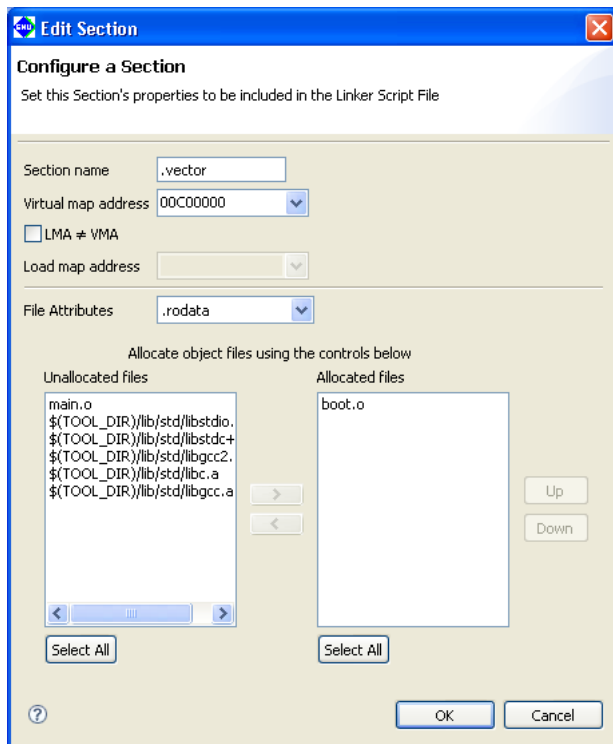 GNU Edit Section
Configure a Section
Set this Section's properties to be included in the Linker Script File
Section name .vector
Virtual map address 00C00000
LMA ≠ VMA
Load map address
File Attributes .rodata
Allocate object files using the controls below
Unallocated files Allocated files
main.o boot.o
$(TOOL_DIR)/lib/std/libstdio.
$(TOOL_DIR)/lib/std/libstdc+
$(TOOL_DIR)/lib/std/libgcc2.
$(TOOL_DIR)/lib/std/libc.a
$(TOOL_DIR)/lib/std/libgcc.a
> Up
< Down
Select All Select All
? OK Cancel